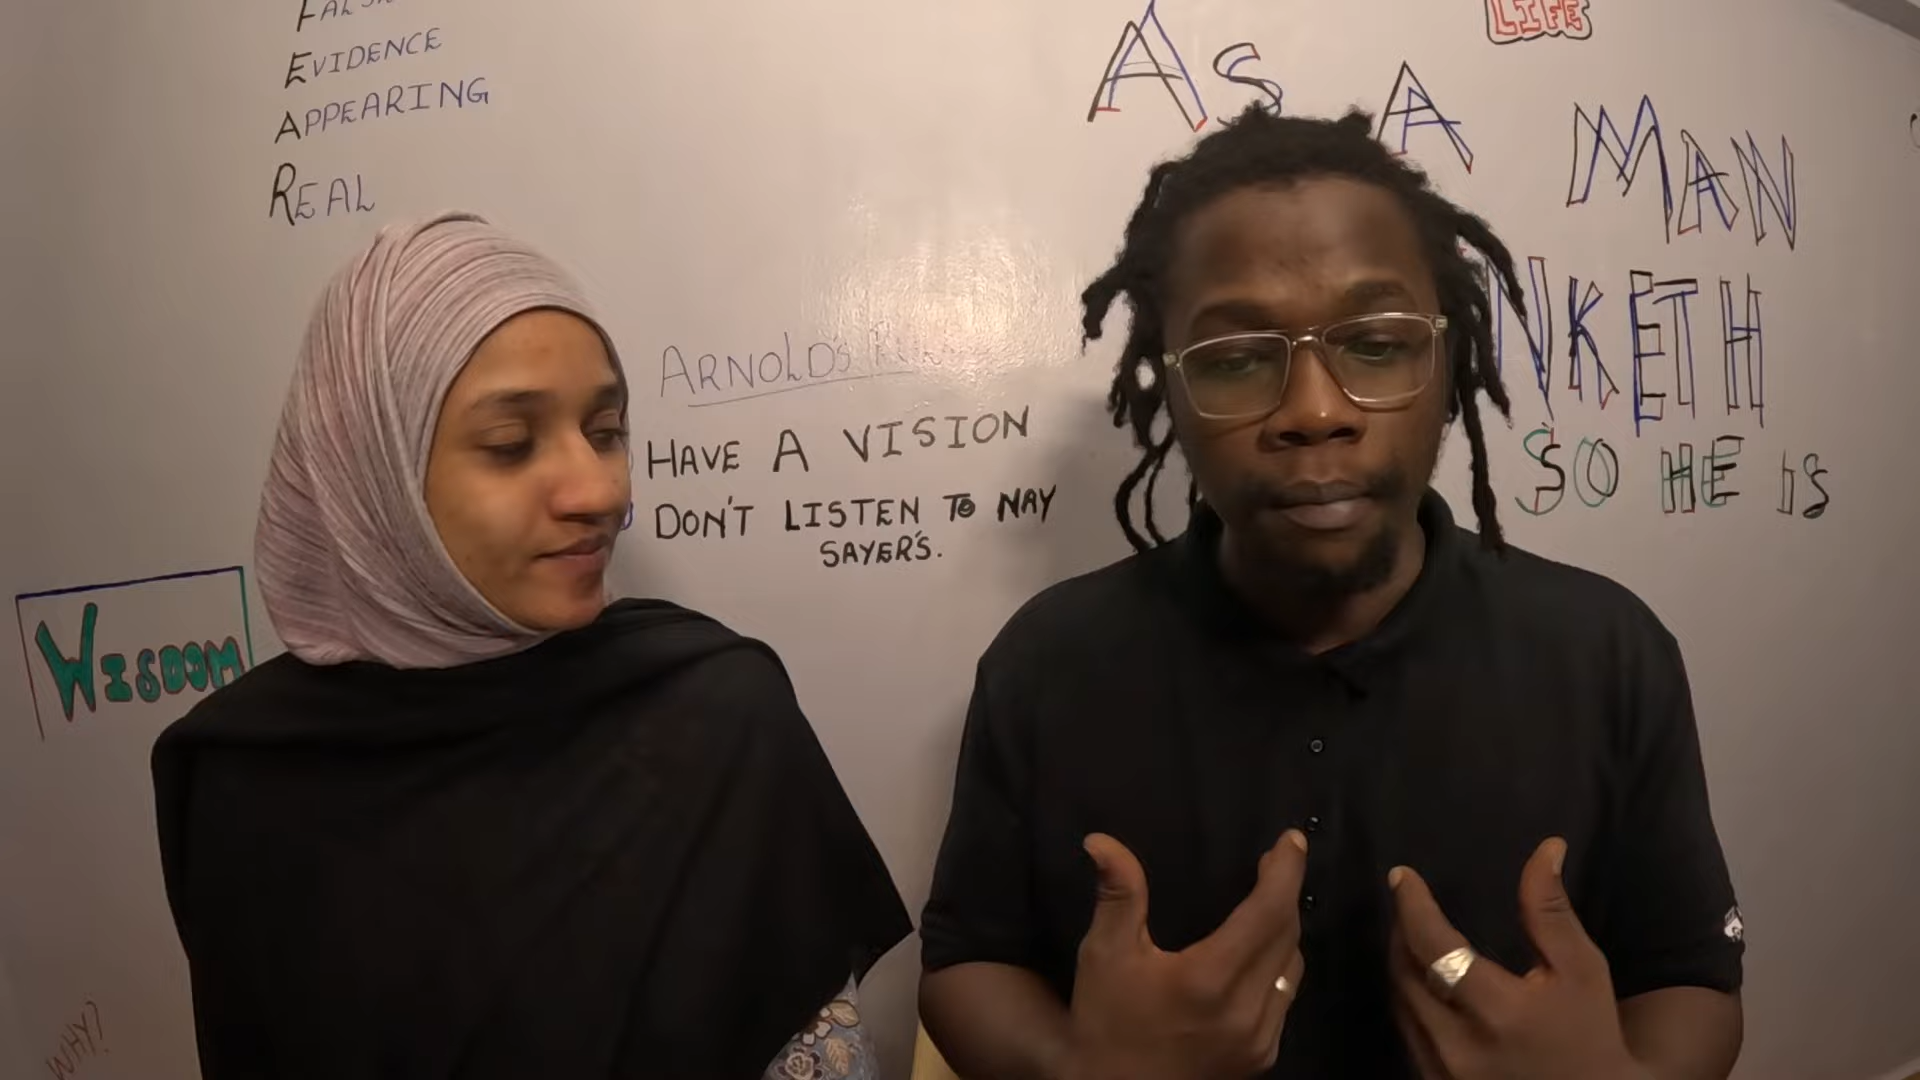 EVIDENCE
APPEARING
REAL
ARNOLD'S
HAVE A VISION
DON'T LISTEN TO NAY
SAYER'S.
WISDOM
WHY?
LIFE
AS A
MAN
NKETH
SO HE IS